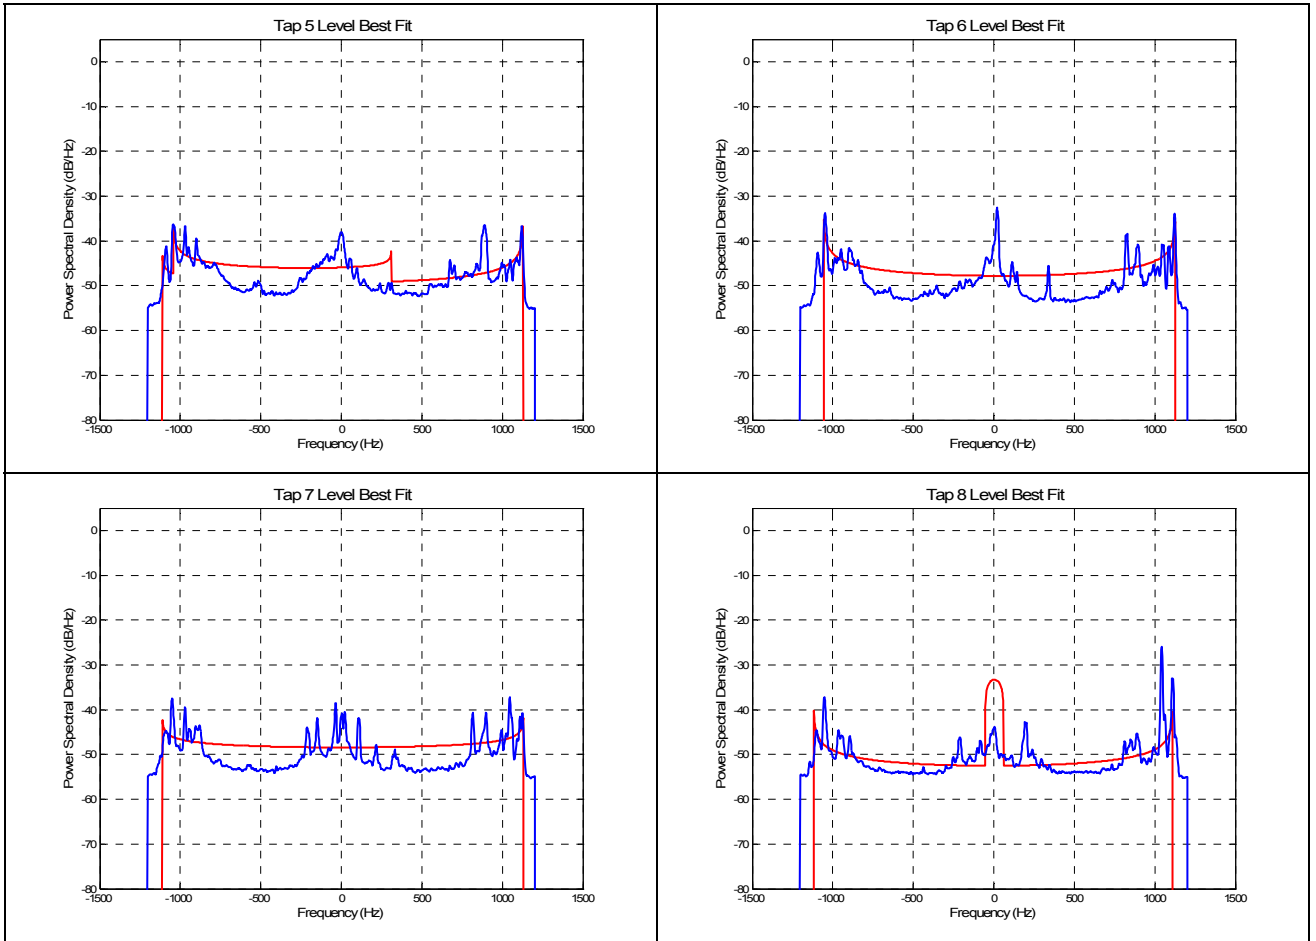 Tap 5 Level Best Fit
Power Spectral Density (dB/Hz)
0
-10
-20
-30
-40
-50
-60
-70
-80
-1500 -1000 -500 0 500 1000 1500
Frequency (Hz)
Tap 6 Level Best Fit
Power Spectral Density (dB/Hz)
0
-10
-20
-30
-40
-50
-60
-70
-80
-1500 -1000 -500 0 500 1000 1500
Frequency (Hz)
Tap 7 Level Best Fit
Power Spectral Density (dB/Hz)
0
-10
-20
-30
-40
-50
-60
-70
-80
-1500 -1000 -500 0 500 1000 1500
Frequency (Hz)
Tap 8 Level Best Fit
Power Spectral Density (dB/Hz)
0
-10
-20
-30
-40
-50
-60
-70
-80
-1500 -1000 -500 0 500 1000 1500
Frequency (Hz)